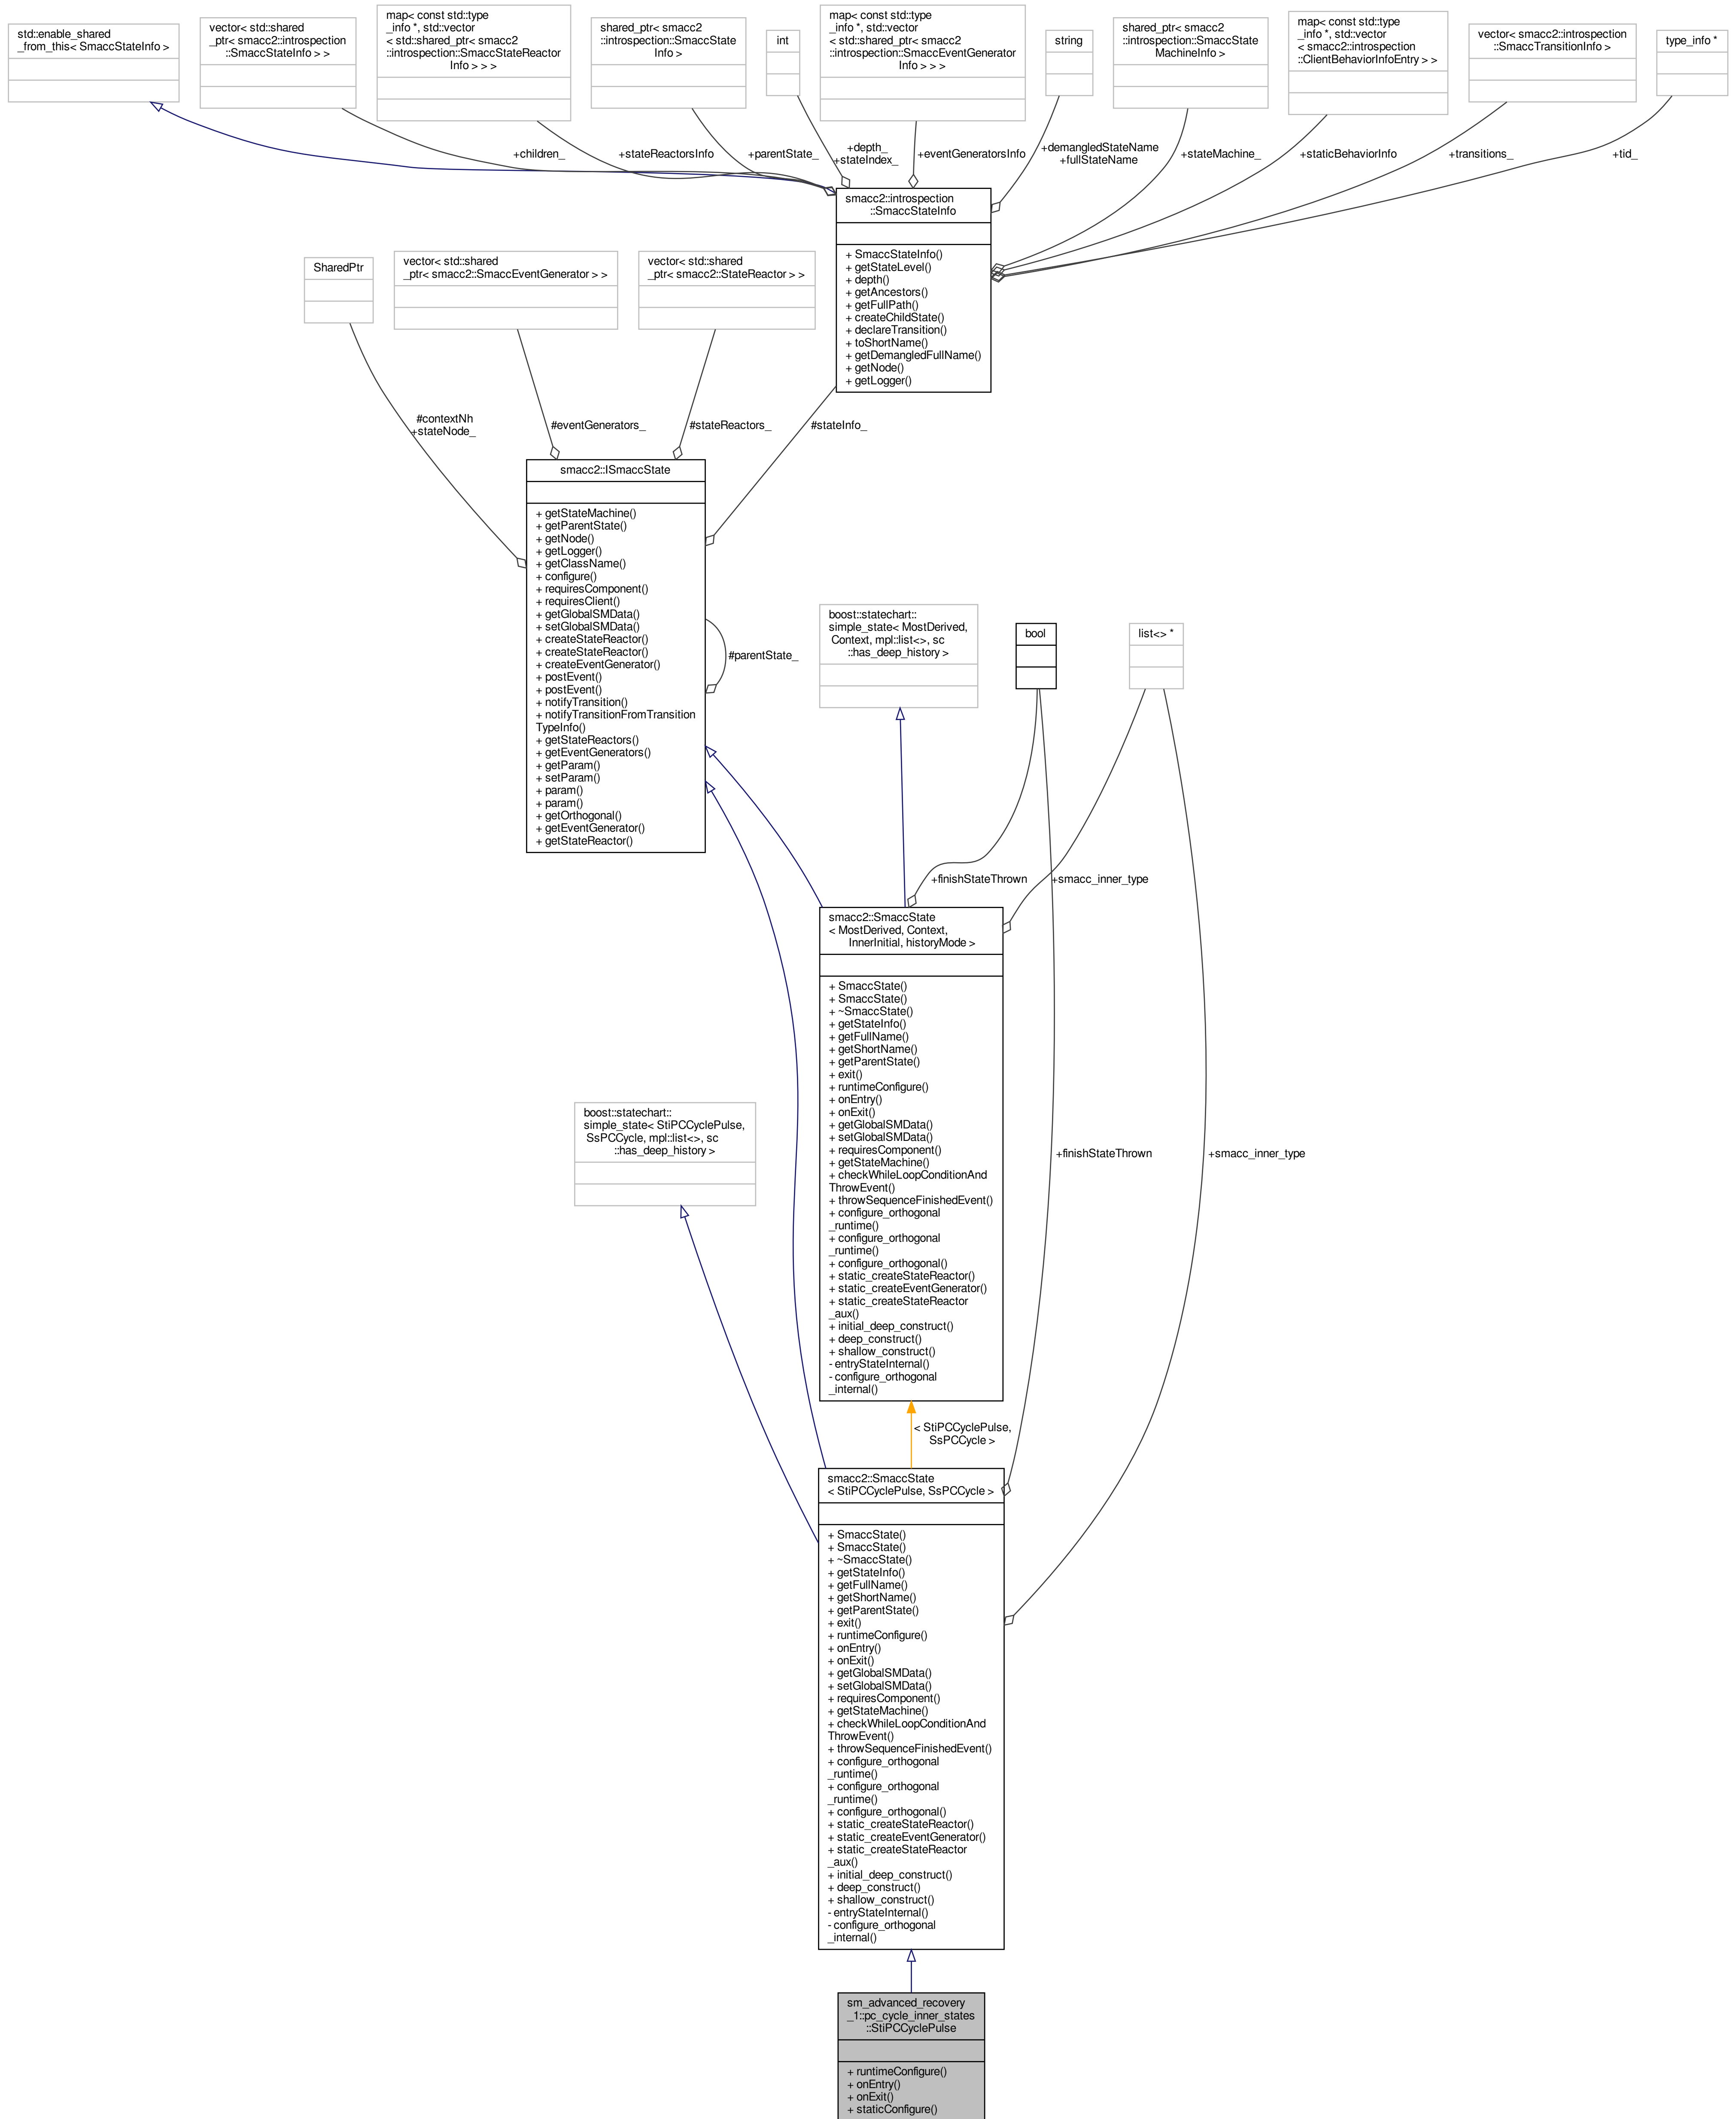 std::enable_shared
_from_this< SmaccStateInfo >
vector< std::shared
_ptr< smacc2::introspection
::SmaccStateInfo > >
map< const std::type
_info *, std::vector
< std::shared_ptr< smacc2
::introspection::SmaccStateReactor
Info > > >
shared_ptr< smacc2
::introspection::SmaccState
Info >
int
map< const std::type
_info *, std::vector
< std::shared_ptr< smacc2
::introspection::SmaccEventGenerator
Info > > >
string
shared_ptr< smacc2
::introspection::SmaccState
MachineInfo >
map< const std::type
_info *, std::vector
< smacc2::introspection
::ClientBehaviorInfoEntry > >
vector< smacc2::introspection
::SmaccTransitionInfo >
type_info *
+children_
+stateReactorsInfo
+parentState_
+depth_
+stateIndex_
+eventGeneratorsInfo
+demangledStateName
+fullStateName
+stateMachine_
+staticBehaviorInfo
+transitions_
+tid_
smacc2::introspection
::SmaccStateInfo
+ SmaccStateInfo()
+ getStateLevel()
+ depth()
+ getAncestors()
+ getFullPath()
+ createChildState()
+ declareTransition()
+ toShortName()
+ getDemangledFullName()
+ getNode()
+ getLogger()
SharedPtr
vector< std::shared
_ptr< smacc2::SmaccEventGenerator > >
vector< std::shared
_ptr< smacc2::StateReactor > >
#contextNh
+stateNode_
#eventGenerators_
#stateReactors_
#stateInfo_
smacc2::ISmaccState
+ getStateMachine()
+ getParentState()
+ getNode()
+ getLogger()
+ getClassName()
+ configure()
+ requiresComponent()
+ requiresClient()
+ getGlobalSMData()
+ setGlobalSMData()
+ createStateReactor()
+ createStateReactor()
+ createEventGenerator()
+ postEvent()
+ postEvent()
+ notifyTransition()
+ notifyTransitionFromTransition
TypeInfo()
+ getStateReactors()
+ getEventGenerators()
+ getParam()
+ setParam()
+ param()
+ param()
+ getOrthogonal()
+ getEventGenerator()
+ getStateReactor()
#parentState_
boost::statechart::
simple_state< MostDerived,
Context, mpl::list<>, sc
::has_deep_history >
bool
list<> *
+finishStateThrown
+smacc_inner_type
smacc2::SmaccState
< MostDerived, Context,
InnerInitial, historyMode >
+ SmaccState()
+ SmaccState()
+ ~SmaccState()
+ getStateInfo()
+ getFullName()
+ getShortName()
+ getParentState()
+ exit()
+ runtimeConfigure()
+ onEntry()
+ onExit()
+ getGlobalSMData()
+ setGlobalSMData()
+ requiresComponent()
+ getStateMachine()
+ checkWhileLoopConditionAnd
ThrowEvent()
+ throwSequenceFinishedEvent()
+ configure_orthogonal
_runtime()
+ configure_orthogonal
_runtime()
+ configure_orthogonal()
+ static_createStateReactor()
+ static_createEventGenerator()
+ static_createStateReactor
_aux()
+ initial_deep_construct()
+ deep_construct()
+ shallow_construct()
- entryStateInternal()
- configure_orthogonal
_internal()
boost::statechart::
simple_state< StiPCCyclePulse,
SsPCCycle, mpl::list<>, sc
::has_deep_history >
+finishStateThrown
+smacc_inner_type
< StiPCCyclePulse,
SsPCCycle >
smacc2::SmaccState
< StiPCCyclePulse, SsPCCycle >
+ SmaccState()
+ SmaccState()
+ ~SmaccState()
+ getStateInfo()
+ getFullName()
+ getShortName()
+ getParentState()
+ exit()
+ runtimeConfigure()
+ onEntry()
+ onExit()
+ getGlobalSMData()
+ setGlobalSMData()
+ requiresComponent()
+ getStateMachine()
+ checkWhileLoopConditionAnd
ThrowEvent()
+ throwSequenceFinishedEvent()
+ configure_orthogonal
_runtime()
+ configure_orthogonal
_runtime()
+ configure_orthogonal()
+ static_createStateReactor()
+ static_createEventGenerator()
+ static_createStateReactor
_aux()
+ initial_deep_construct()
+ deep_construct()
+ shallow_construct()
- entryStateInternal()
- configure_orthogonal
_internal()
sm_advanced_recovery
_1::pc_cycle_inner_states
::StiPCCyclePulse
+ runtimeConfigure()
+ onEntry()
+ onExit()
+ staticConfigure()